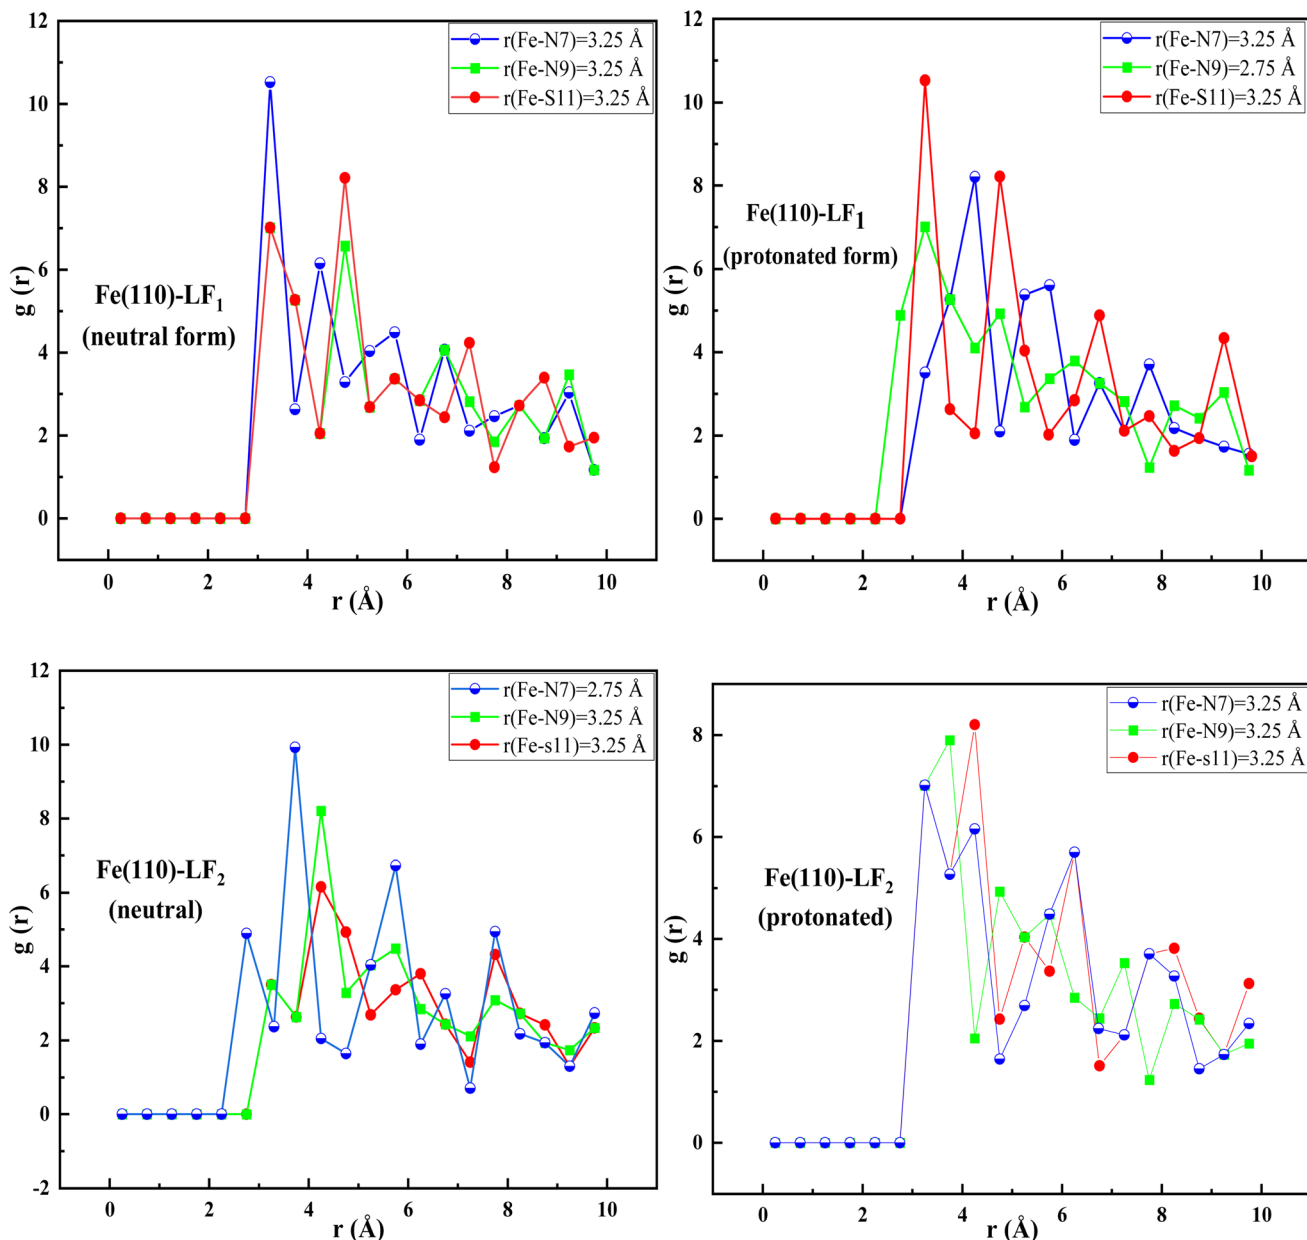 12
10
8
6
4
2
0
g (r)
0 2 4 6 8 10
r (Å)
r(Fe-N7)=3.25 Å
r(Fe-N9)=3.25 Å
r(Fe-S11)=3.25 Å
Fe(110)-LF1
(neutral form)
12
10
8
6
4
2
0
g (r)
0 2 4 6 8 10
r (Å)
r(Fe-N7)=3.25 Å
r(Fe-N9)=2.75 Å
r(Fe-S11)=3.25 Å
Fe(110)-LF1
(protonated form)
12
10
8
6
4
2
0
-2
g (r)
0 2 4 6 8 10
r (Å)
r(Fe-N7)=2.75 Å
r(Fe-N9)=3.25 Å
r(Fe-s11)=3.25 Å
Fe(110)-LF2
(neutral)
8
6
4
2
0
g (r)
0 2 4 6 8 10
r (Å)
r(Fe-N7)=3.25 Å
r(Fe-N9)=3.25 Å
r(Fe-s11)=3.25 Å
Fe(110)-LF2
(protonated)